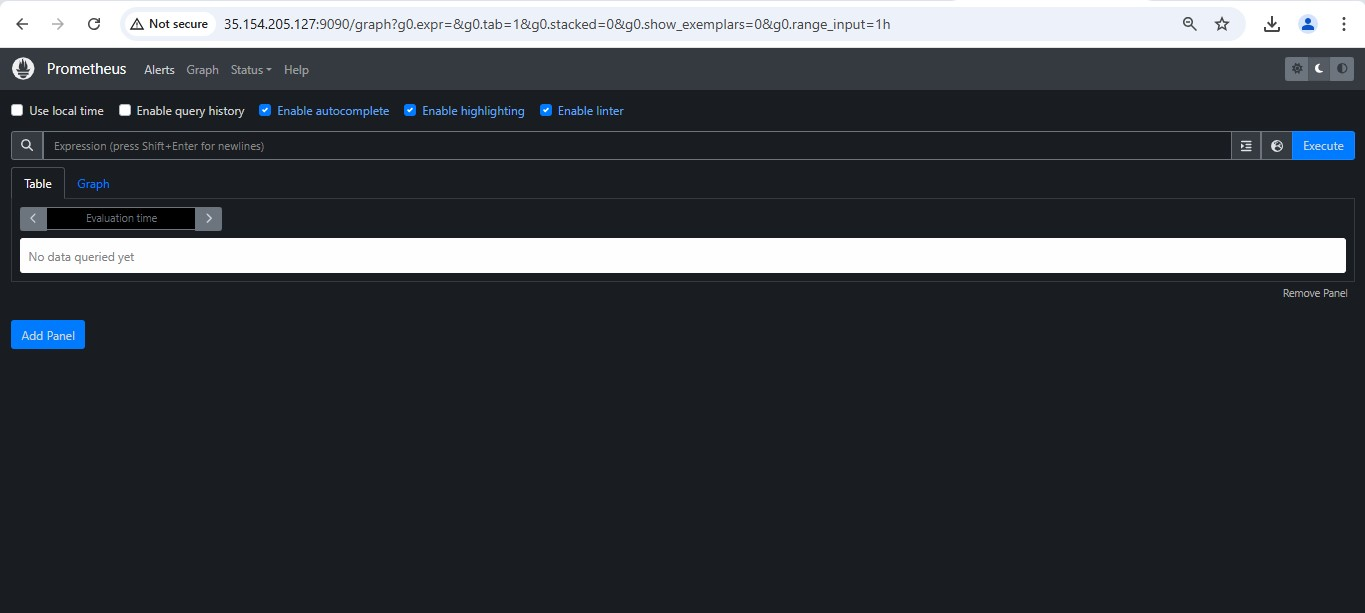 Not secure 35.154.205.127:9090/graph?g0.expr=&g0.tab=1&g0.stacked=0&g0.show_exemplars=0&g0.range_input=1h
Prometheus Alerts Graph Status Help
Use local time Enable query history Enable autocomplete Enable highlighting Enable linter
Expression (press Shift+Enter for newlines) Execute
Table Graph
Evaluation time
No data queried yet
Remove Panel
Add Panel